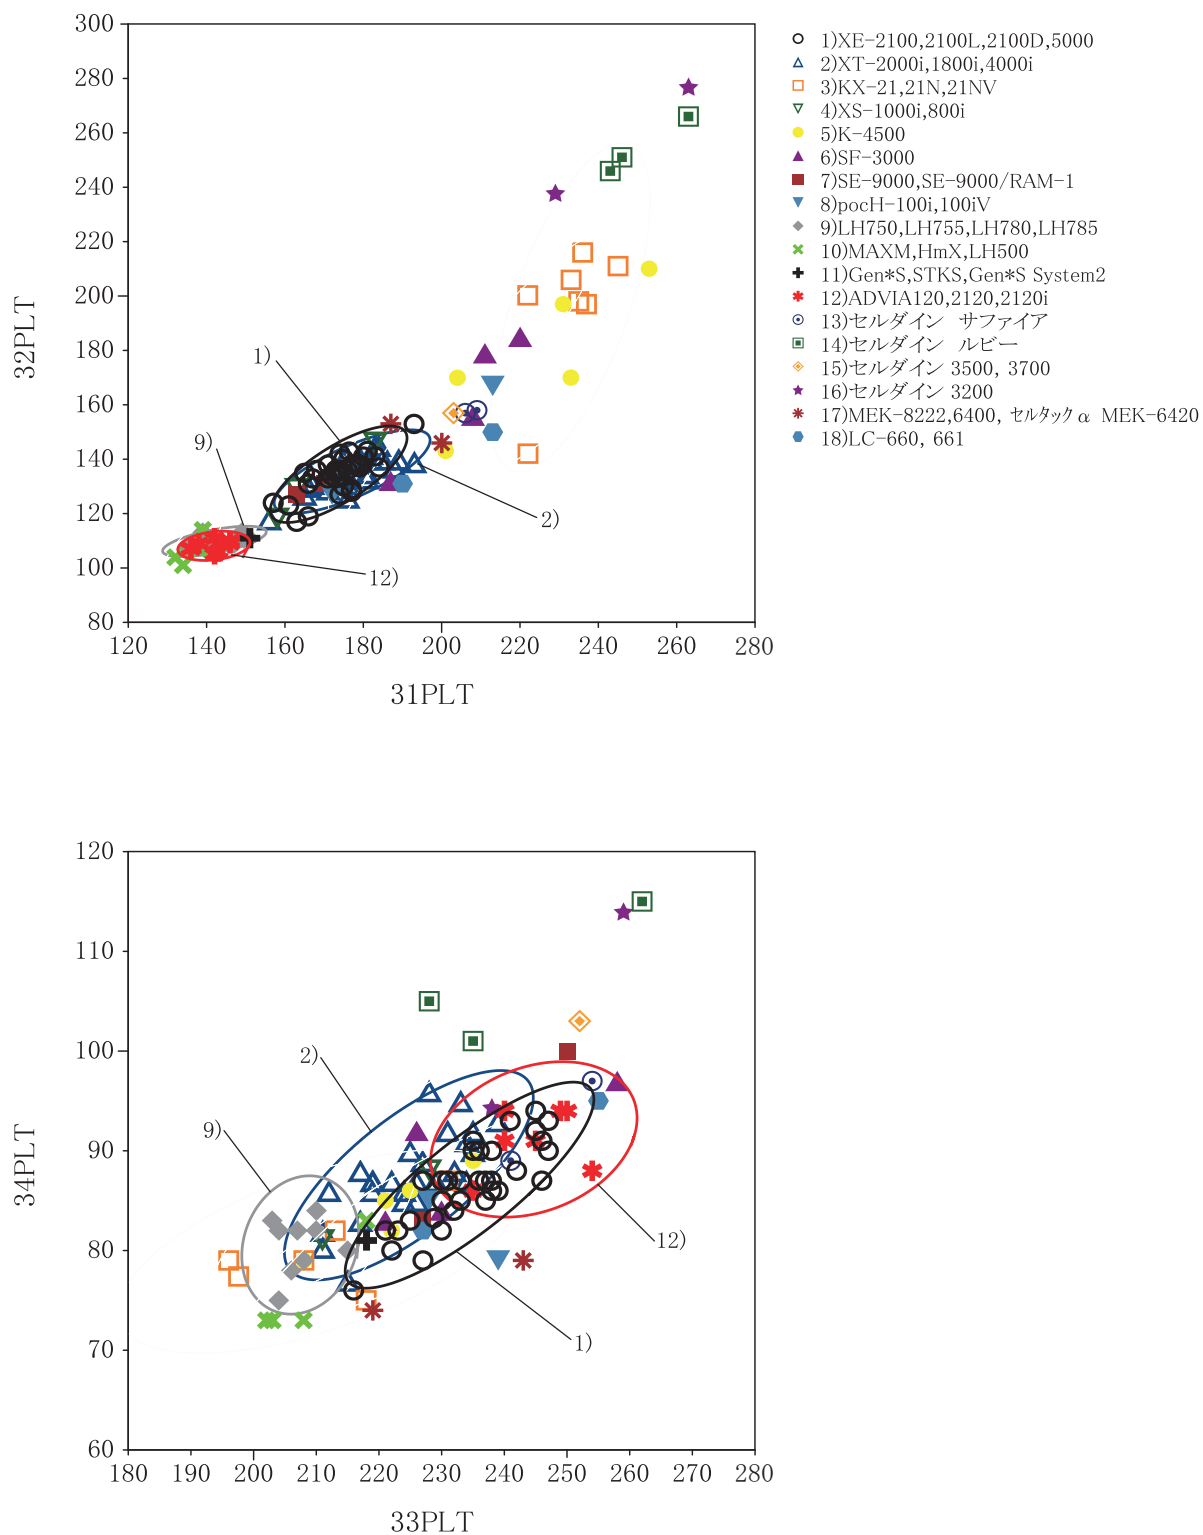 300
280
260
240
220
200
180
160
140
120
100
80
32PLT
1)
9)
2)
12)
120 140 160 180 200 220 240 260 280
31PLT
1)XE-2100,2100L,2100D,5000
2)XT-2000i,1800i,4000i
3)KX-21,21N,21NV
4)XS-1000i,800i
5)K-4500
6)SF-3000
7)SE-9000,SE-9000/RAM-1
8)pocH-100i,100iV
9)LH750,LH755,LH780,LH785
10)MAXM,HmX,LH500
11)Gen*S,STKS,Gen*S System2
12)ADVIA120,2120,2120i
13)セルダイン サファイア
14)セルダイン ルビー
15)セルダイン 3500, 3700
16)セルダイン 3200
17)MEK-8222,6400, セルタックα MEK-6420
18)LC-660, 661
120
110
100
90
80
70
60
34PLT
2)
9)
12)
1)
180 190 200 210 220 230 240 250 260 270 280
33PLT